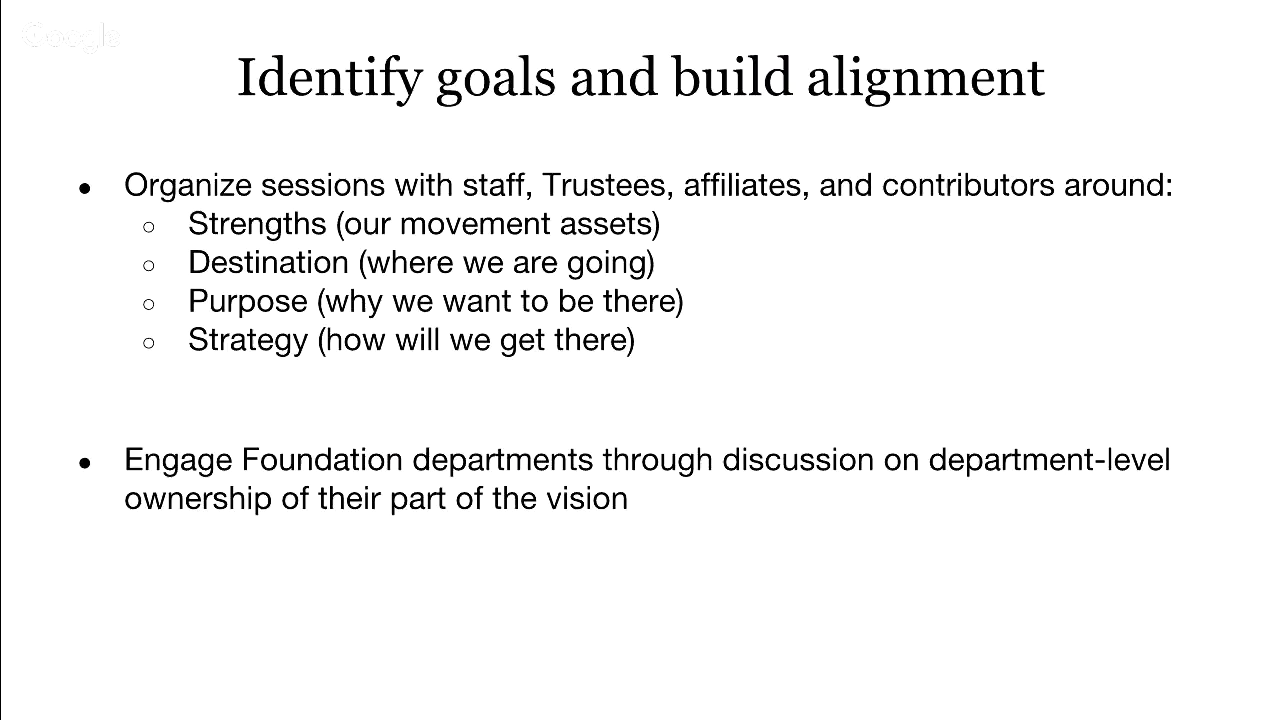 Google
Identify goals and build alignment
● Organize sessions with staff, Trustees, affiliates, and contributors around:
○ Strengths (our movement assets)
○ Destination (where we are going)
○ Purpose (why we want to be there)
○ Strategy (how will we get there)
● Engage Foundation departments through discussion on department-level
ownership of their part of the vision